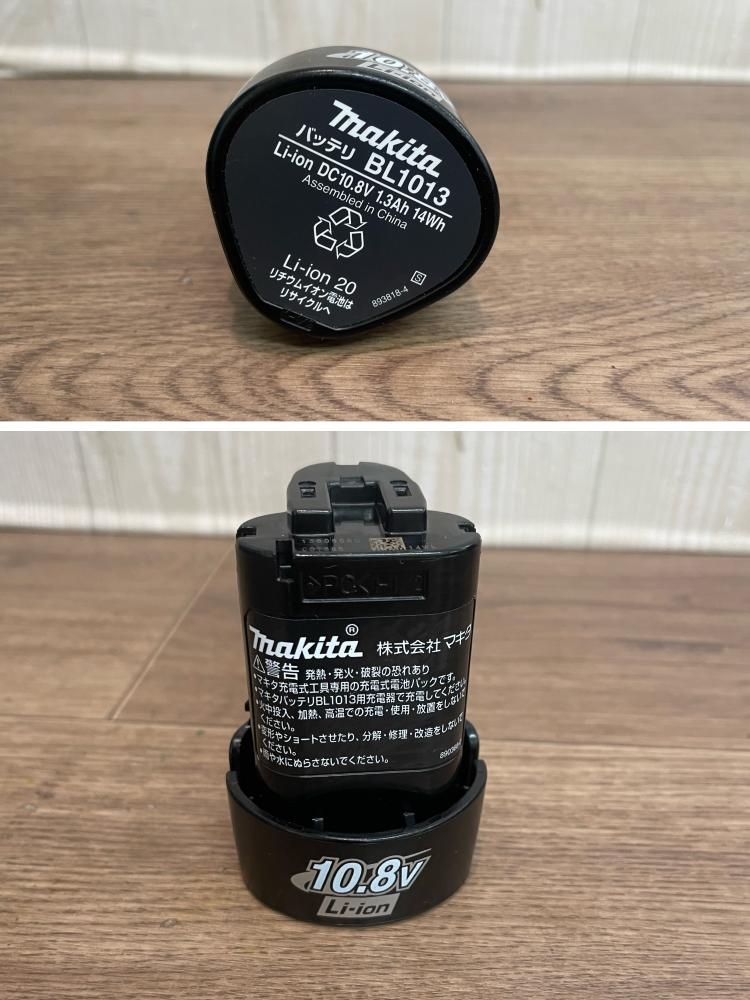 10.8V
Li-ion
makita
バッテリ BL1013
Li-ion DC10.8V 1.3Ah 14Wh
Assembled in China
Li-ion 20
リチウムイオン電池は
リサイクルへ
893818-4
S
>PC<H 2
makita® 株式会社 マキタ
⚠警告 発熱・発火・破裂の恐れあり
・マキタ充電式工具専用の充電式電池パックです。
・マキタバッテリBL1013用充電器で充電してください。
・火中投入、加熱、高温での充電・使用・放置をしないで
ください。
・変形やショートさせたり、分解・修理・改造をしないで
ください。
・雨や水にぬらさないでください。
10.8V
Li-ion